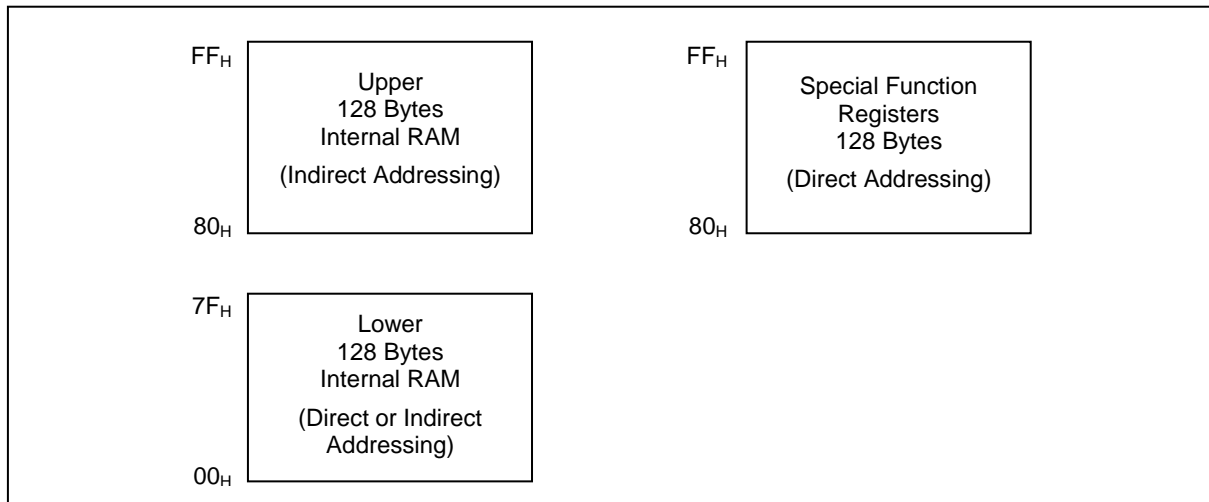 FFH
Upper
128 Bytes
Internal RAM
(Indirect Addressing)
80H
FFH
Special Function
Registers
128 Bytes
(Direct Addressing)
80H
7FH
Lower
128 Bytes
Internal RAM
(Direct or Indirect
Addressing)
00H